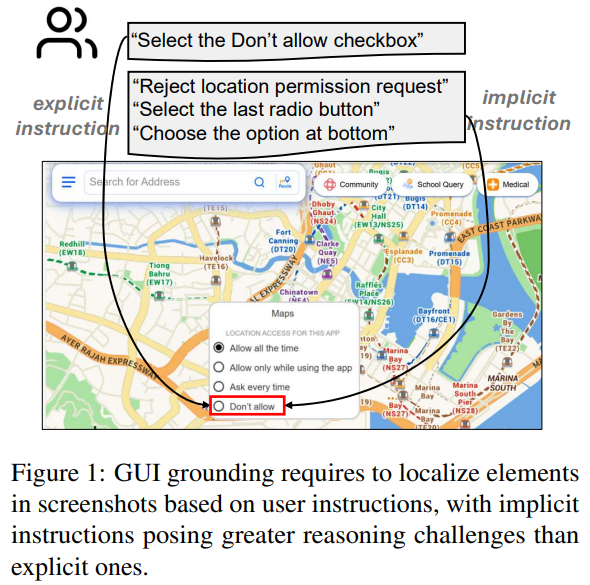 “Select the Don’t allow checkbox”
explicit
instruction
“Reject location permission request”
“Select the last radio button”
“Choose the option at bottom”
implicit
instruction
Search for Address
Route
Community
School Query
Medical
(TE15)
Dhoby
Ghaut
(NS24)
Bugis
Bugis
(DT14)
City
Hall
(EW13/NS25)
Promenade
(CC4)
EAST COAST PARKWAY
Redhill
(EW18)
Tiong
Bahru
(EW17)
Havelock
(TE16)
Fort
Canning
(DT20)
Clarke
Quay
(NE5)
Esplanade
(CC3)
Promenade
(DT15)
Chinatown
(NE4)
AL EXPRESSWAY
Raffles
Place
(EW14/NS26)
Bayfront
(DT16/CE1)
Gardens
By The
Bay
(TE22)
AYER RAJAH EXPRESSWAY
Maps
LOCATION ACCESS FOR THIS APP
Allow all the time
Allow only while using the app
Ask every time
Don’t allow
Marina
Bay
(NS27)
Marina
Bay
(NS27)
Marina
Bay
(TE20)
Marina
South
Pier
(NS28)
MARINA
SOUTH
Figure 1: GUI grounding requires to localize elements
in screenshots based on user instructions, with implicit
instructions posing greater reasoning challenges than
explicit ones.